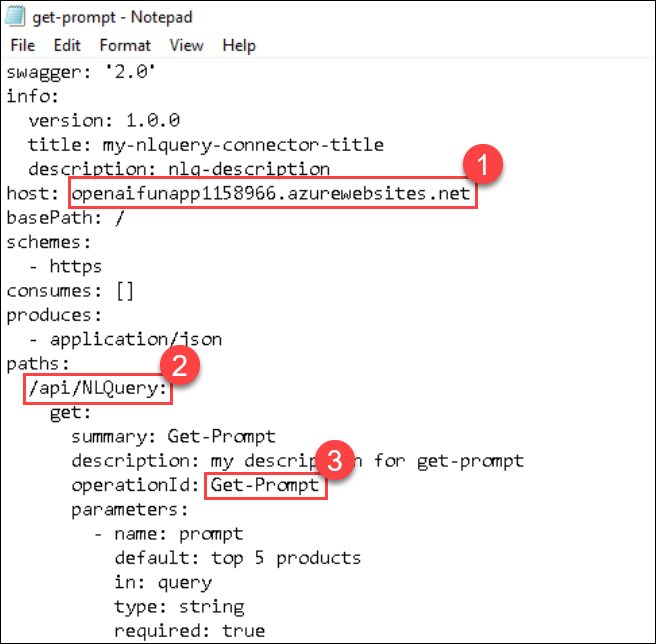 get-prompt - Notepad
File Edit Format View Help
swagger: '2.0'
info:
  version: 1.0.0
  title: my-nlquery-connector-title
  description: nlq-description
1
host: openaifunapp1158966.azurewebsites.net
basePath: /
schemes:
  - https
consumes: []
produces:
  - application/json
paths:
2
  /api/NLQuery:
    get:
      summary: Get-Prompt
      description: my description for get-prompt
3
      operationId: Get-Prompt
      parameters:
        - name: prompt
          default: top 5 products
          in: query
          type: string
          required: true